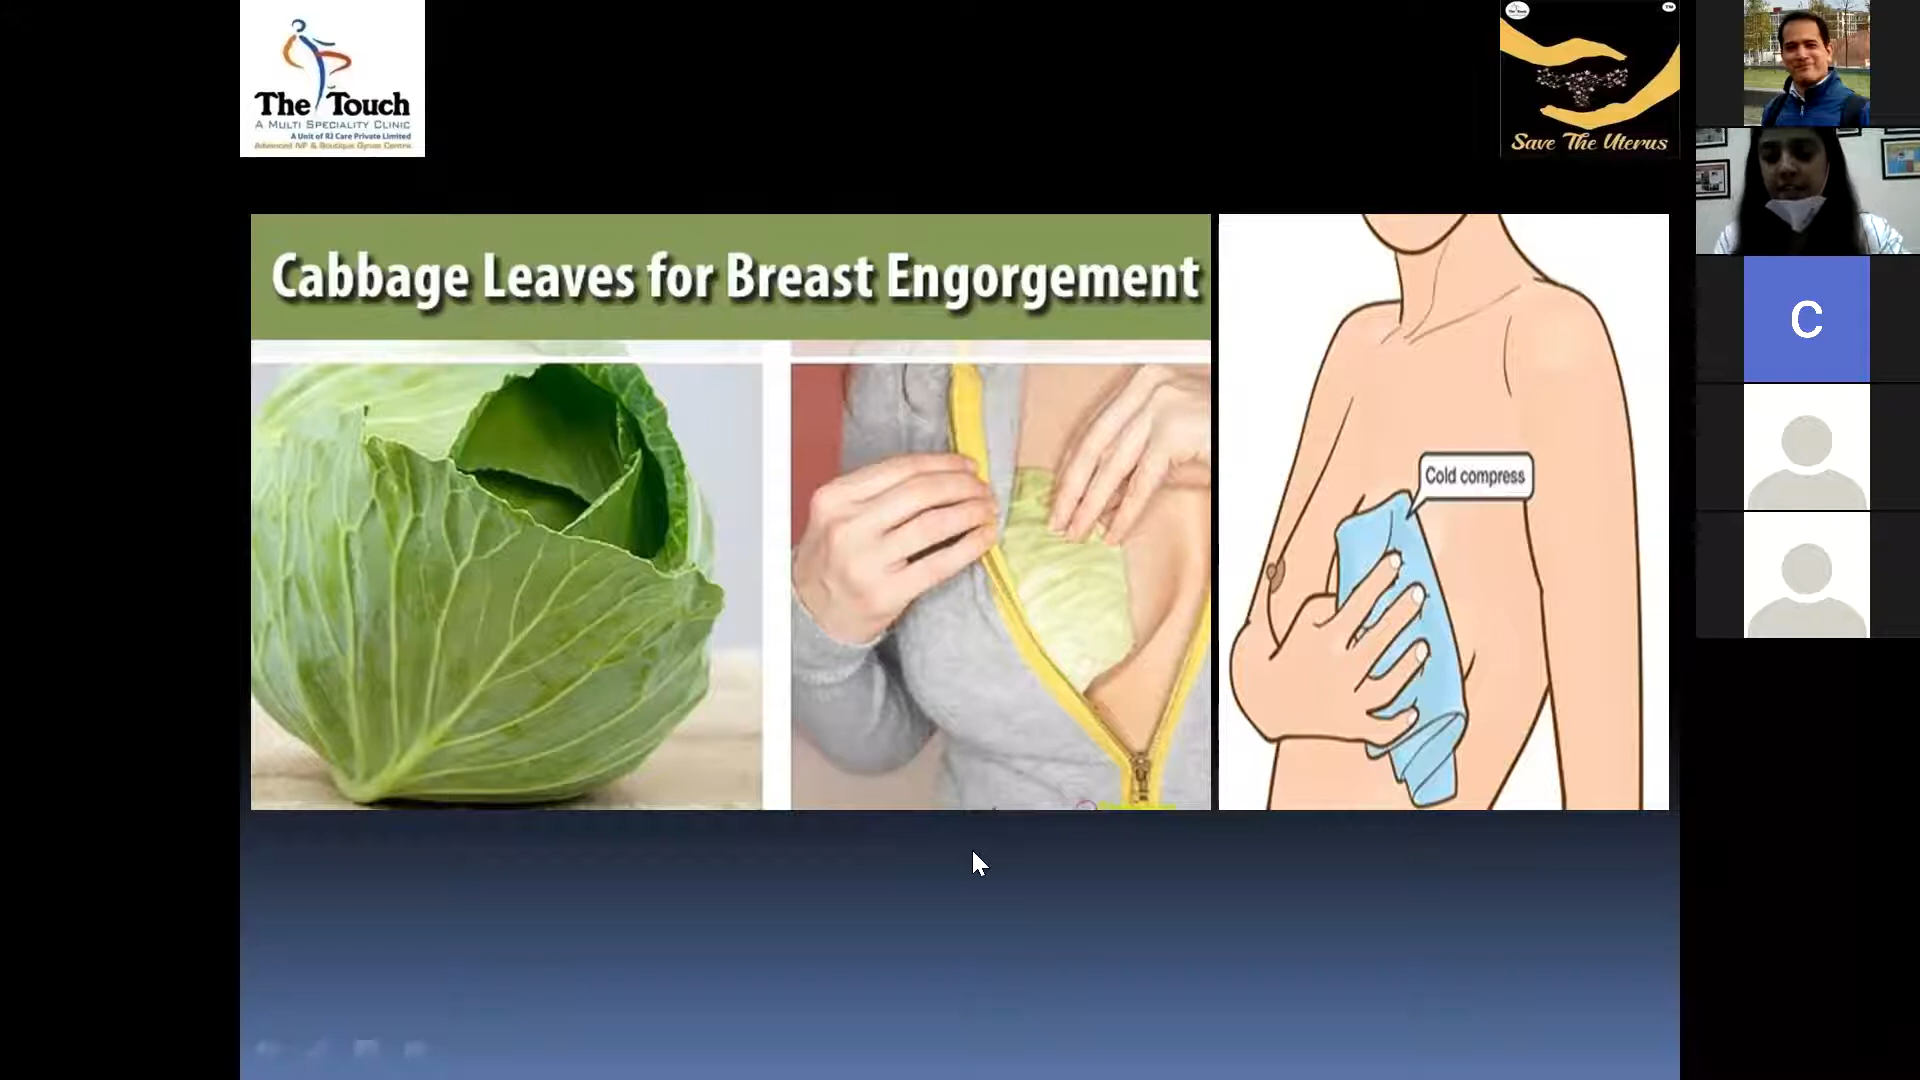 The Touch
A MULTI SPECIALITY CLINIC
A Unit of RJ Care Private Limited
Advanced IVF & Boutique Gynae Centre
TM
Save The Uterus
Cabbage Leaves for Breast Engorgement
Cold compress
C